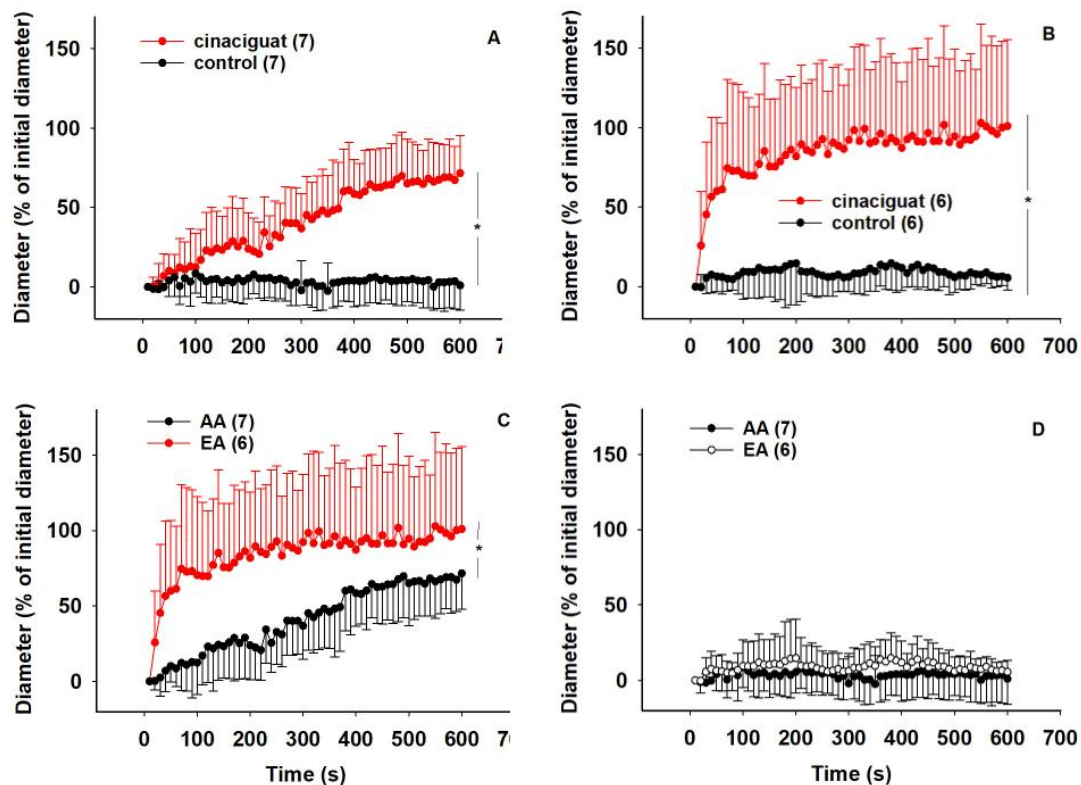 A
cinaciguat (7)
control (7)
Diameter (% of initial diameter)
150
100
50
0
*
0 100 200 300 400 500 600 7
B
cinaciguat (6)
control (6)
Diameter (% of initial diameter)
150
100
50
0
*
0 100 200 300 400 500 600 700
C
AA (7)
EA (6)
Diameter (% of initial diameter)
150
100
50
0
*
0 100 200 300 400 500 600
Time (s)
D
AA (7)
EA (6)
Diameter (% of initial diameter)
150
100
50
0
0 100 200 300 400 500 600 700
Time (s)